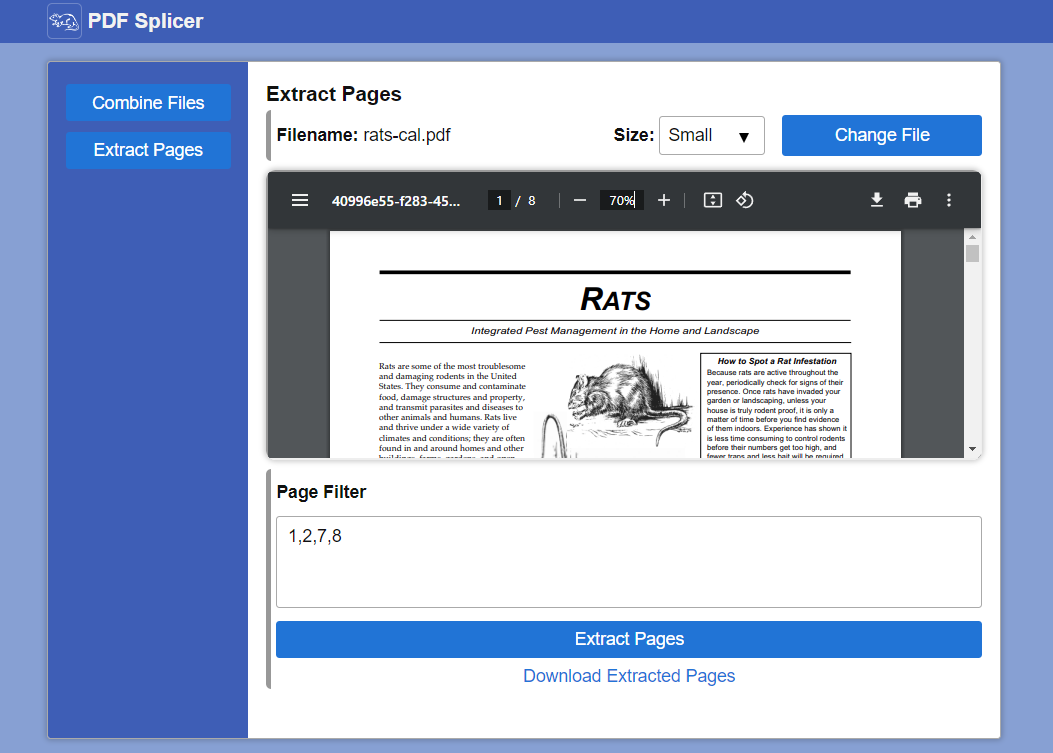 PDF Splicer
Combine Files
Extract Pages
Extract Pages
Filename: rats-cal.pdf
Size: Small
Change File
40996e55-f283-45...
1 / 8
70%
RATS
Integrated Pest Management in the Home and Landscape
Rats are some of the most troublesome
and damaging rodents in the United
States. They consume and contaminate
food, damage structures and property,
and transmit parasites and diseases to
other animals and humans. Rats live
and thrive under a wide variety of
climates and conditions; they are often
found in and around homes and other
How to Spot a Rat Infestation
Because rats are active throughout the
year, periodically check for signs of their
presence. Once rats have invaded your
garden or landscaping, unless your
house is truly rodent proof, it is only a
matter of time before you find evidence
of them indoors. Experience has shown it
is less time consuming to control rodents
before their numbers get too high, and
fewer traps and less bait will be required
Page Filter
1,2,7,8
Extract Pages
Download Extracted Pages